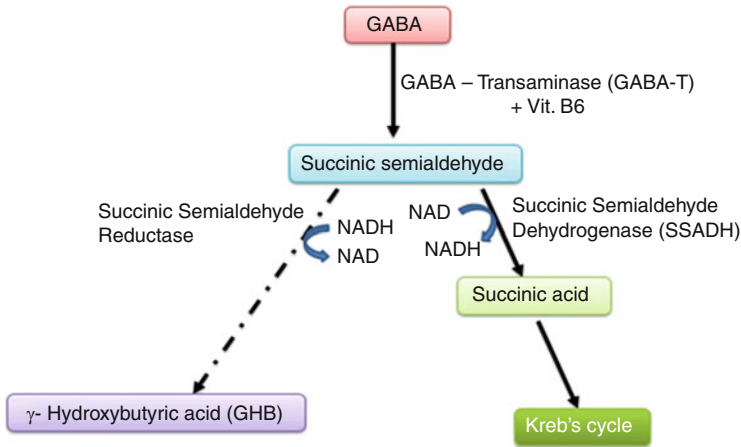 GABA
GABA – Transaminase (GABA-T)
+ Vit. B6
Succinic semialdehyde
Succinic Semialdehyde
Reductase
NADH
NAD
NAD
NADH
Succinic Semialdehyde
Dehydrogenase (SSADH)
Succinic acid
γ- Hydroxybutyric acid (GHB)
Kreb's cycle